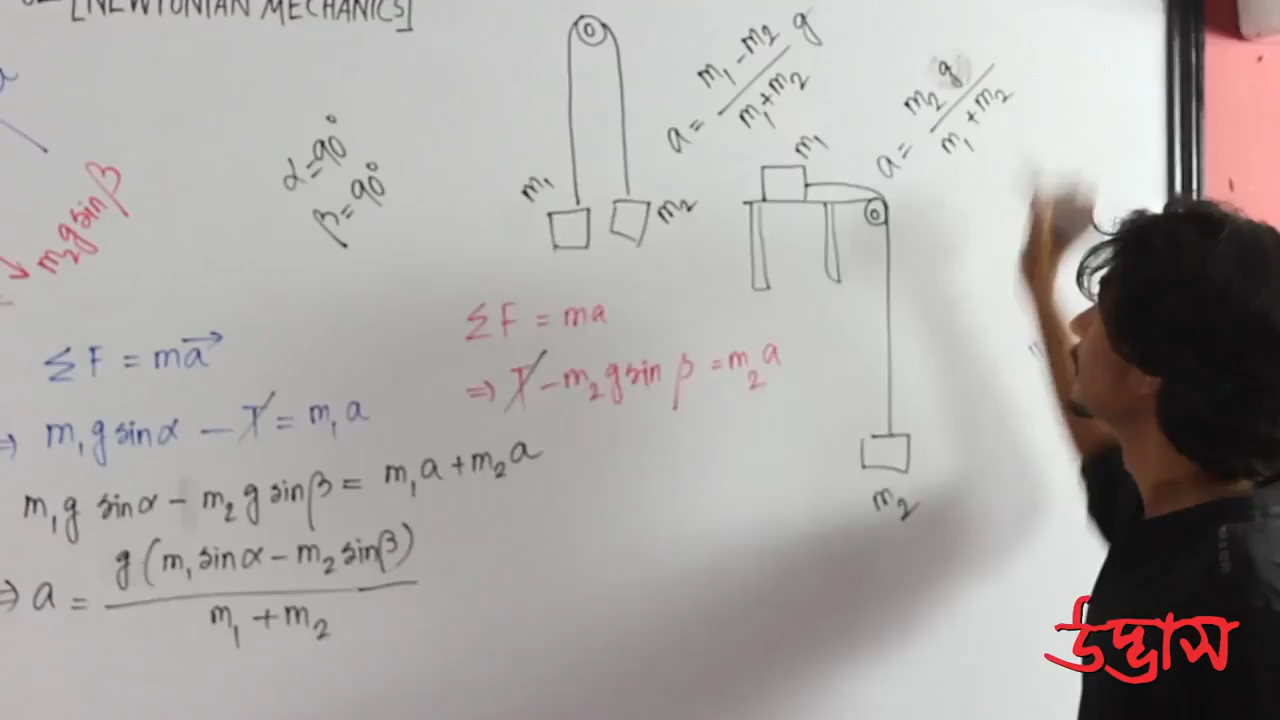 [NEWTONIAN MECHANICS]
m₂g sinβ
α=90°
β=90°
m₁
m₂
a = m₁-m₂/m₁+m₂ g
m₁
a = m₂g/m₁+m₂
m₂
ΣF = ma⃗
⇒ m₁g sinα - T = m₁a
m₁g sinα - m₂g sinβ = m₁a+m₂a
⇒ a = g(m₁sinα - m₂sinβ)/m₁+m₂
ΣF = ma
⇒ T - m₂g sinβ = m₂a
উদ্ভাস